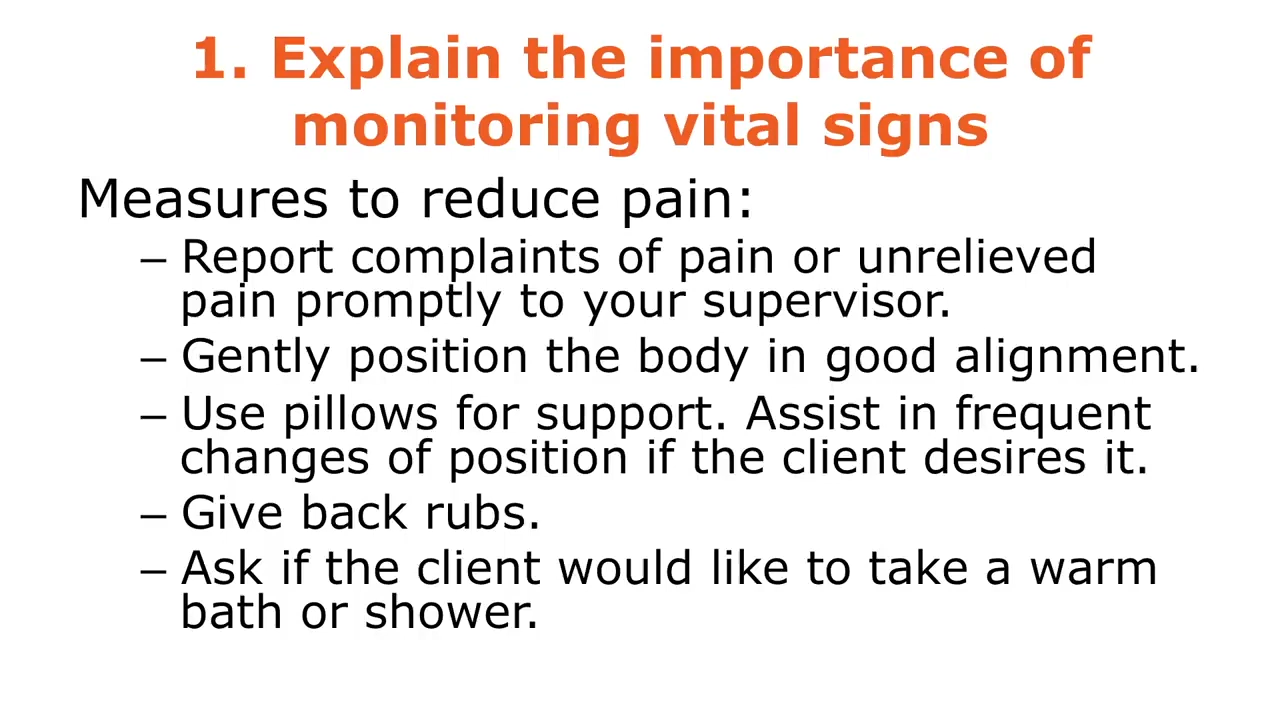 1. Explain the importance of
monitoring vital signs
Measures to reduce pain:
– Report complaints of pain or unrelieved
pain promptly to your supervisor.
– Gently position the body in good alignment.
– Use pillows for support. Assist in frequent
changes of position if the client desires it.
– Give back rubs.
– Ask if the client would like to take a warm
bath or shower.